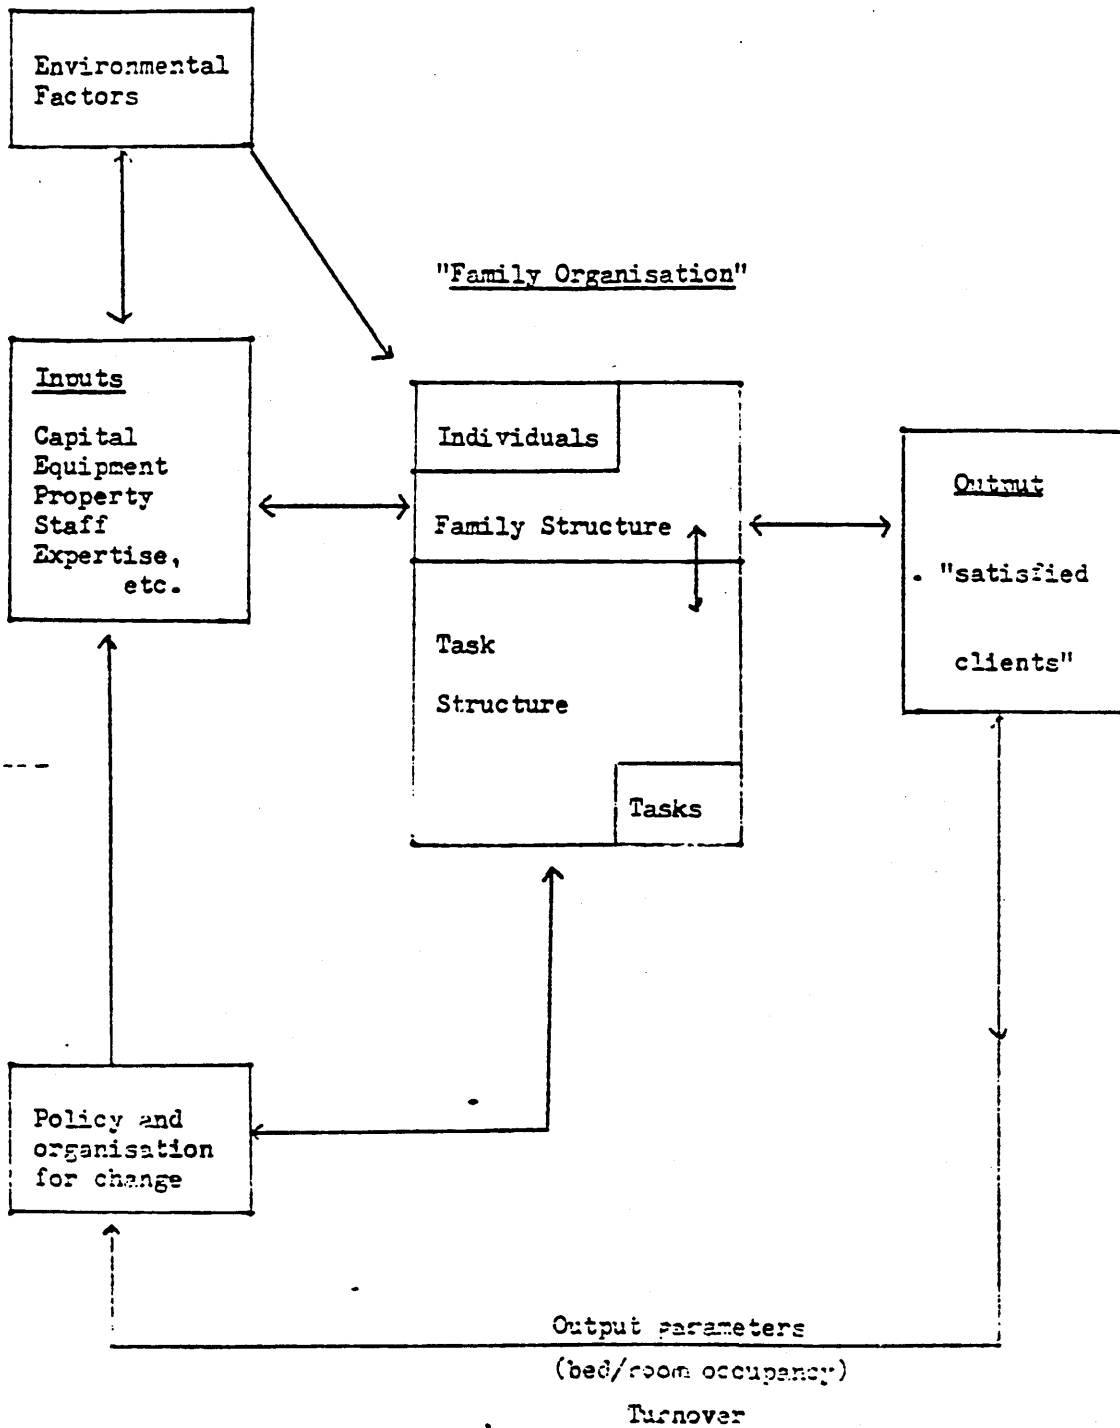 Environmental
Factors
"Family Organisation"
Inputs
Capital
Equipment
Property
Staff
Expertise,
etc.
Individuals
Family Structure
Task
Structure
Tasks
Output
"satisfied
clients"
Policy and
organisation
for change
Output parameters
(bed/room occupancy)
Turnover